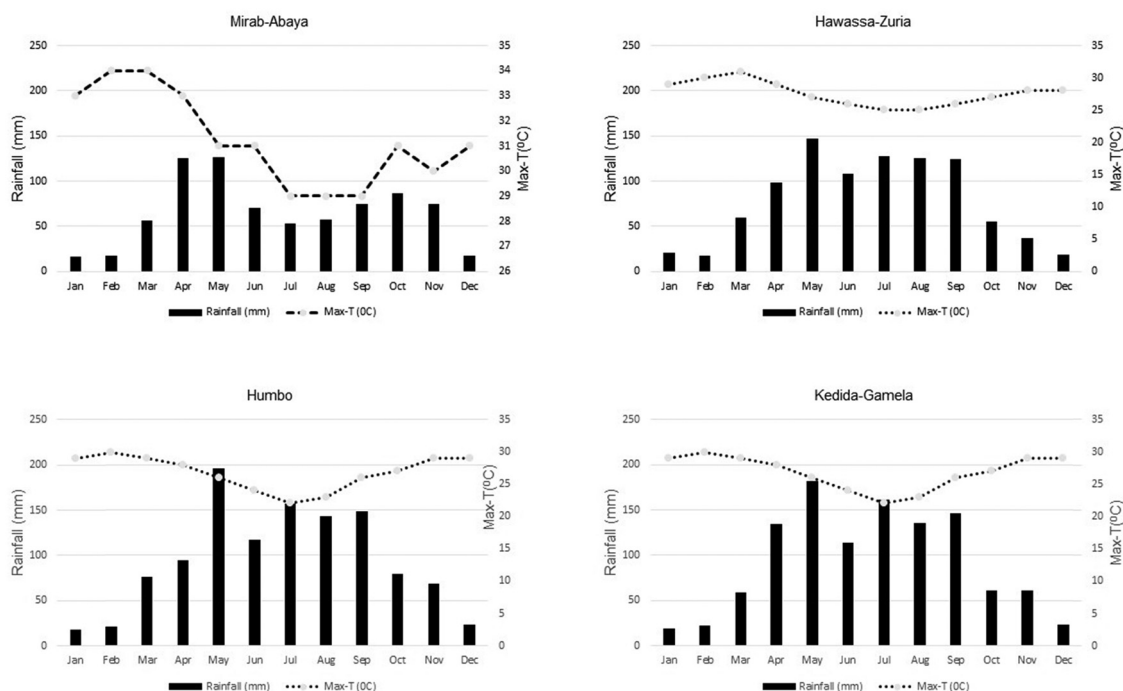 Mirab-Abaya
250
200
150
100
50
0
Rainfall (mm)
35
34
33
32
31
30
29
28
27
26
Max-T(⁰C)
Jan Feb Mar Apr May Jun Jul Aug Sep Oct Nov Dec
Rainfall (mm) Max-T (0C)
Hawassa-Zuria
250
200
150
100
50
0
Rainfall (mm)
35
30
25
20
15
10
5
0
Max-T(⁰C)
Jan Feb Mar Apr May Jun Jul Aug Sep Oct Nov Dec
Rainfall (mm) Max-T (0C)
Humbo
250
200
150
100
50
0
Rainfall (mm)
35
30
25
20
15
10
5
0
Max-T(⁰C)
Jan Feb Mar Apr May Jun Jul Aug Sep Oct Nov Dec
Rainfall (mm) Max-T (0C)
Kedida-Gamela
250
200
150
100
50
0
Rainfall (mm)
35
30
25
20
15
10
5
0
Max-T(⁰C)
Jan Feb Mar Apr May Jun Jul Aug Sep Oct Nov Dec
Rainfall (mm) Max-T (0C)